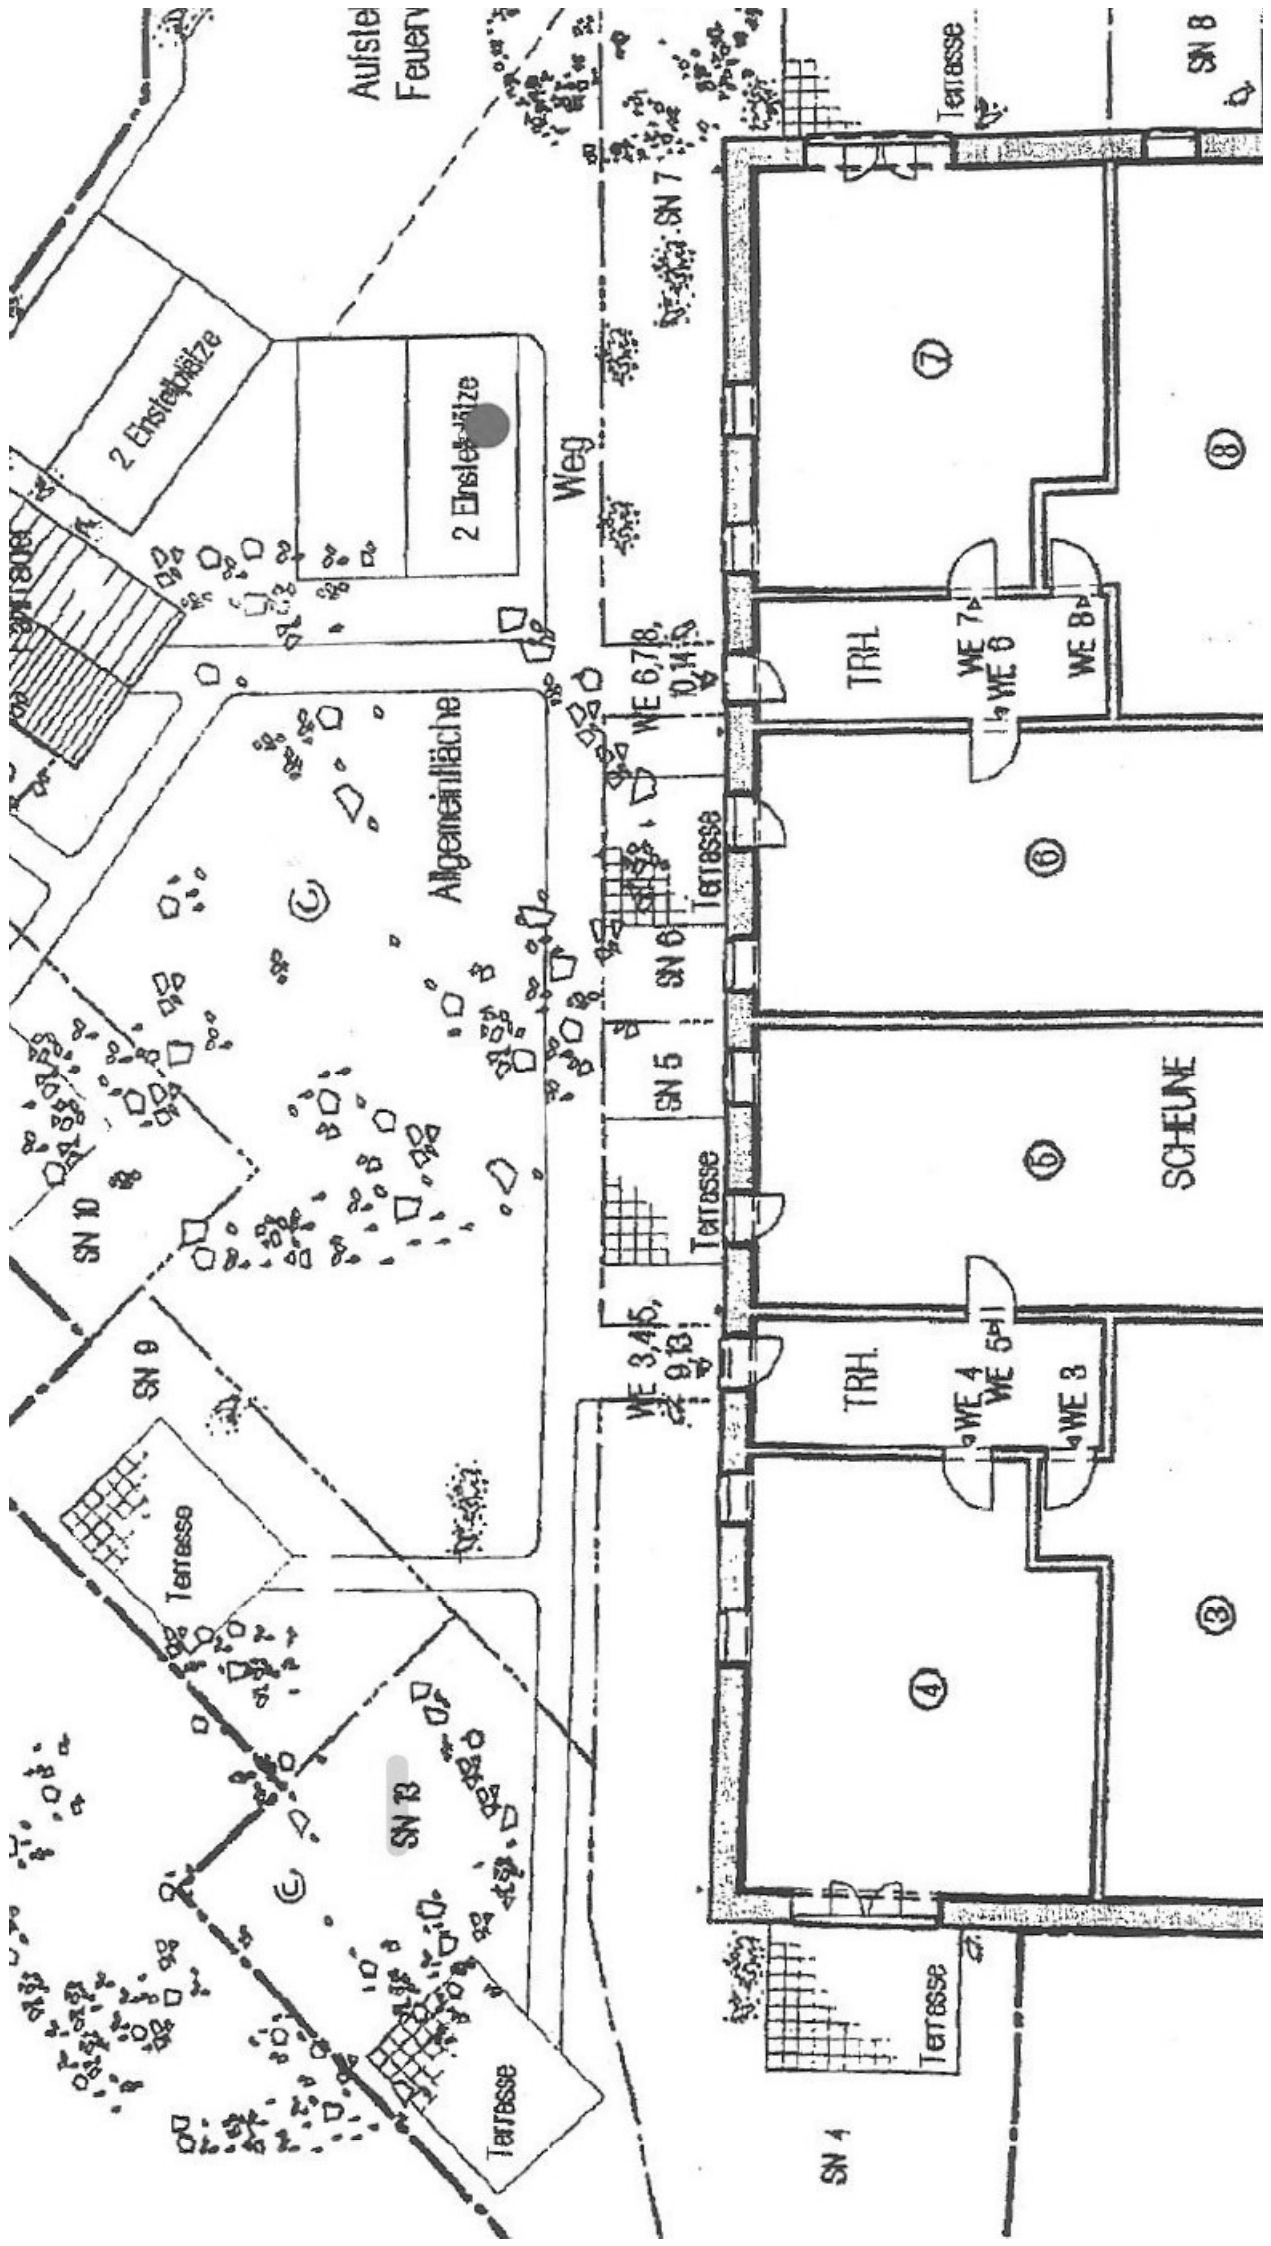 Terrasse
SN 8
SN 7
2 Einstellplätze
2 Einstellplätze
Weg
7
8
WE 6,7,8,
10,14
TRH.
WE 7
WE 6
WE 8
Allgemeinfläche
C
Terrasse
SN 6
6
SN 5
Terrasse
5
SCHEUNE
SN 10
SN 9
Terrasse
WE 3,4,5,
9,13
TRH.
WE 4
WE 5
WE 3
4
3
SN 13
C
Terrasse
Terrasse
SN 4